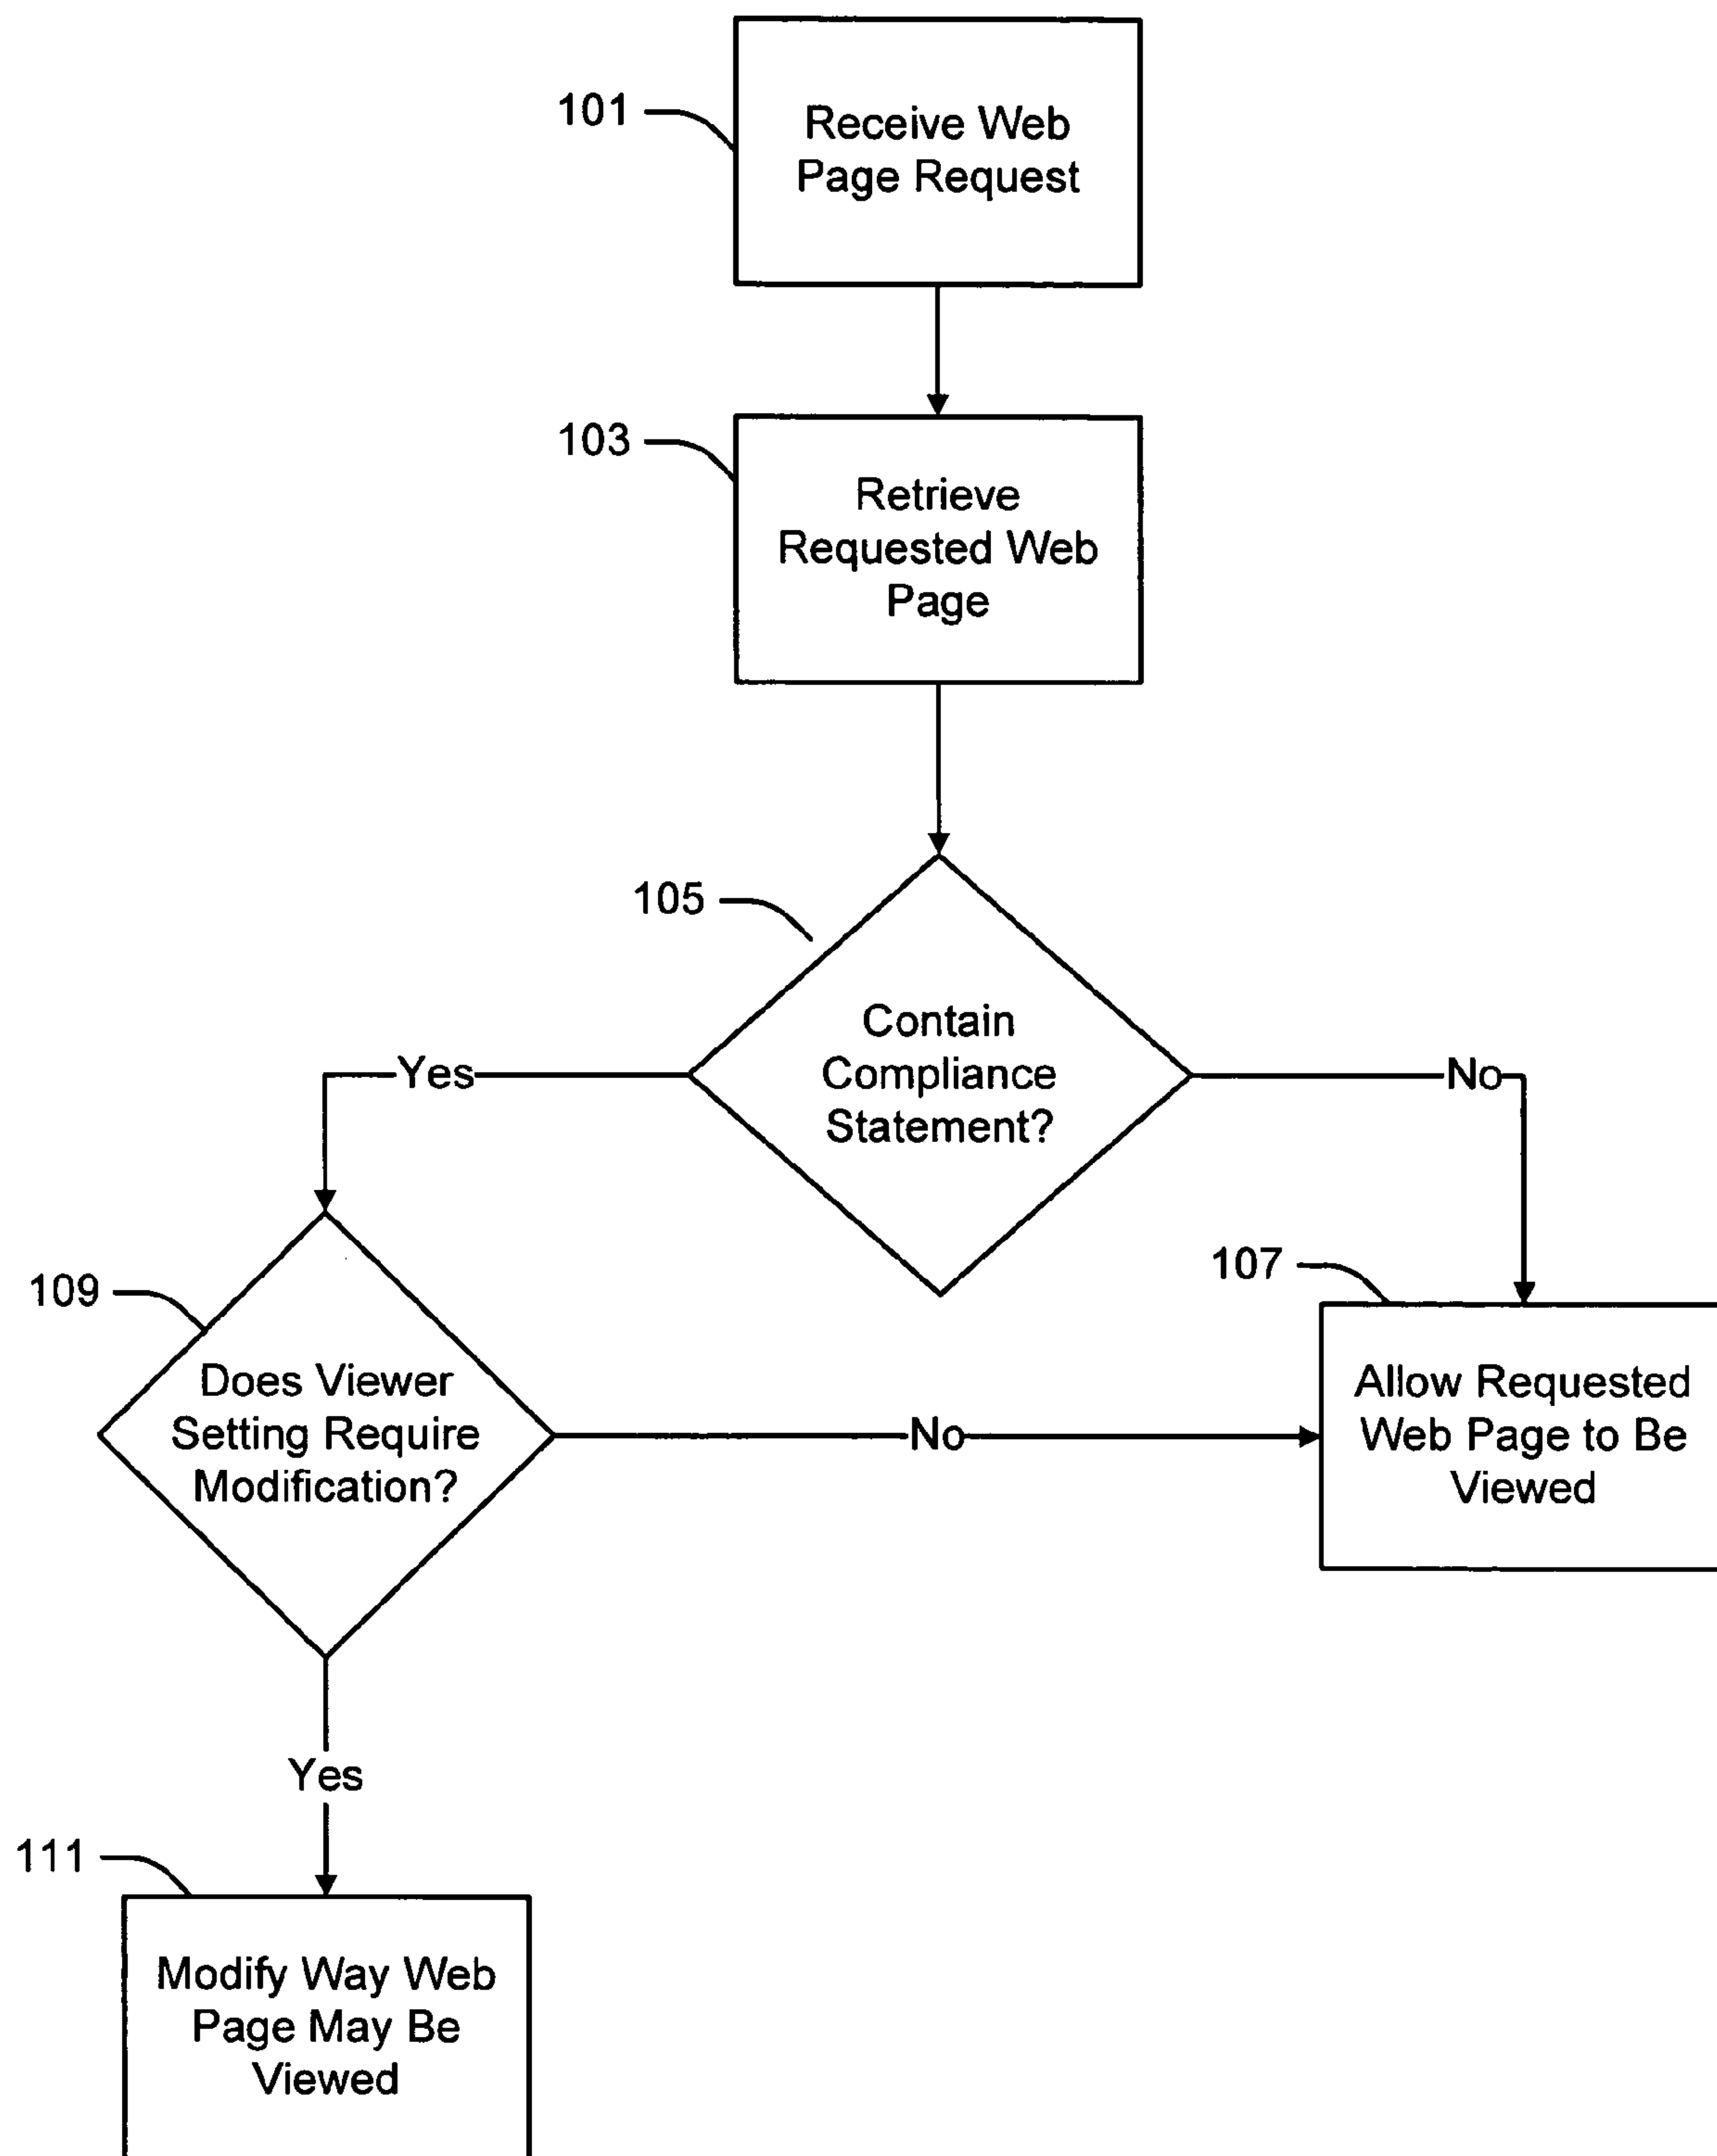 101
Receive Web
Page Request
103
Retrieve
Requested Web
Page
105
Contain
Compliance
Statement?
Yes
No
109
Does Viewer
Setting Require
Modification?
No
107
Allow Requested
Web Page to Be
Viewed
Yes
111
Modify Way Web
Page May Be
Viewed